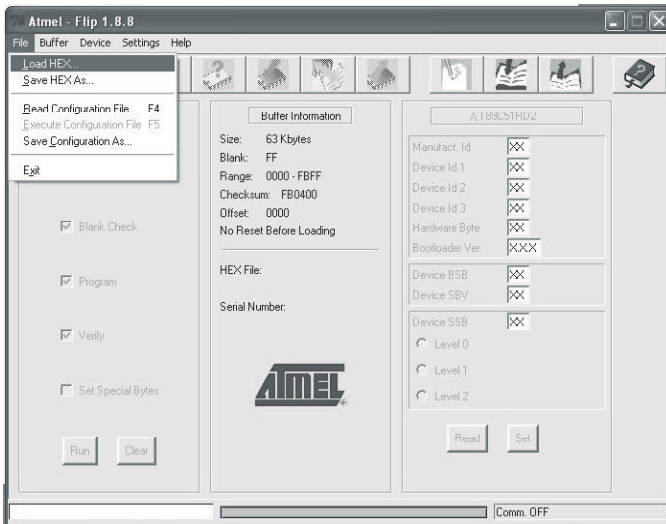 Atmel - Flip 1.8.8
File Buffer Device Settings Help
Load HEX...
Save HEX As...
Read Configuration File F4
Execute Configuration File F5
Save Configuration As...
Exit
Blank Check
Program
Verify
Set Special Bytes
Run Clear
Buffer Information
Size: 63 Kbytes
Blank: FF
Range: 0000 - FBFF
Checksum: FB0400
Offset: 0000
No Reset Before Loading
HEX File:
Serial Number:
ATMEL
AT89C51RD2
Manufact. Id XX
Device Id 1 XX
Device Id 2 XX
Device Id 3 XX
Hardware Byte XX
Bootloader Ver. XXX
Device BSB XX
Device SBV XX
Device SSB XX
Level 0
Level 1
Level 2
Read Set
Comm. OFF